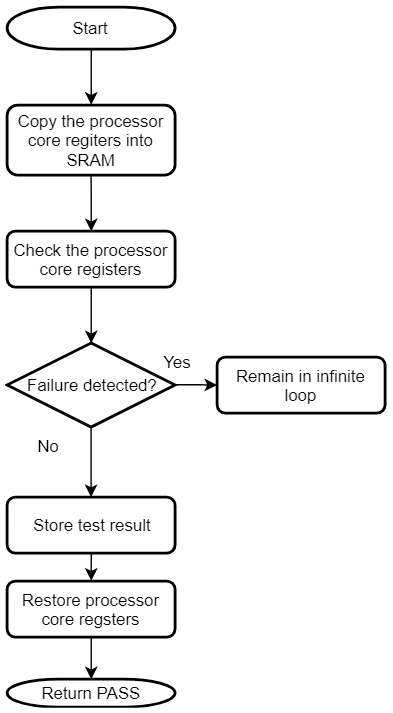 Start
Copy the processor
core regiters into
SRAM
Check the processor
core registers
Failure detected?
Yes
Remain in infinite
loop
No
Store test result
Restore processor
core regsters
Return PASS